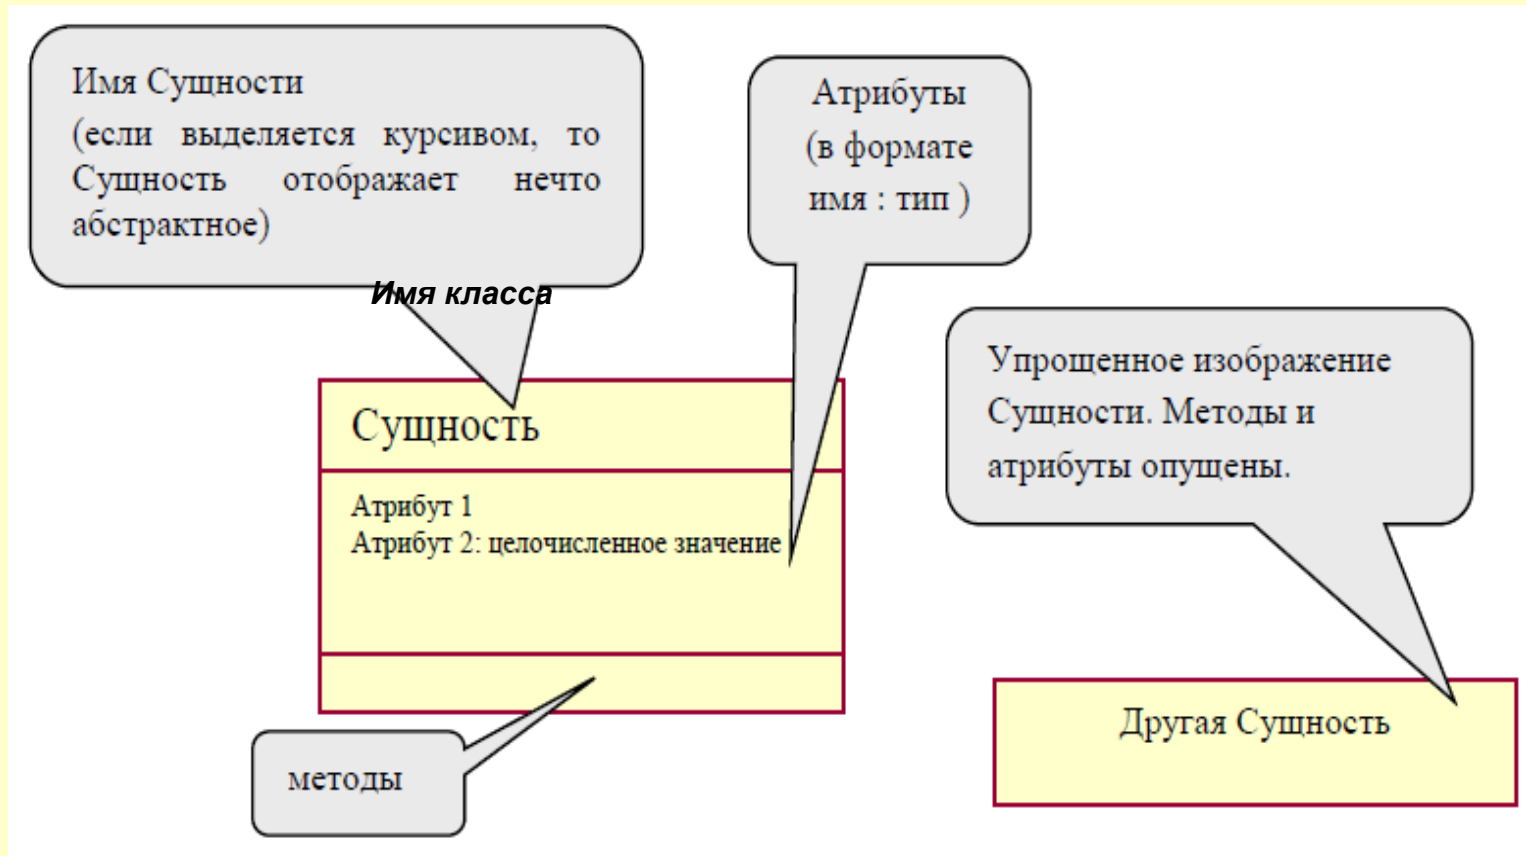 Имя Сущности
(если выделяется курсивом, то
Сущность отображает нечто
абстрактное)
Имя класса
Атрибуты
(в формате
имя : тип )
Упрощенное изображение
Сущности. Методы и
атрибуты опущены.
Сущность
Атрибут 1
Атрибут 2: целочисленное значение
методы
Другая Сущность